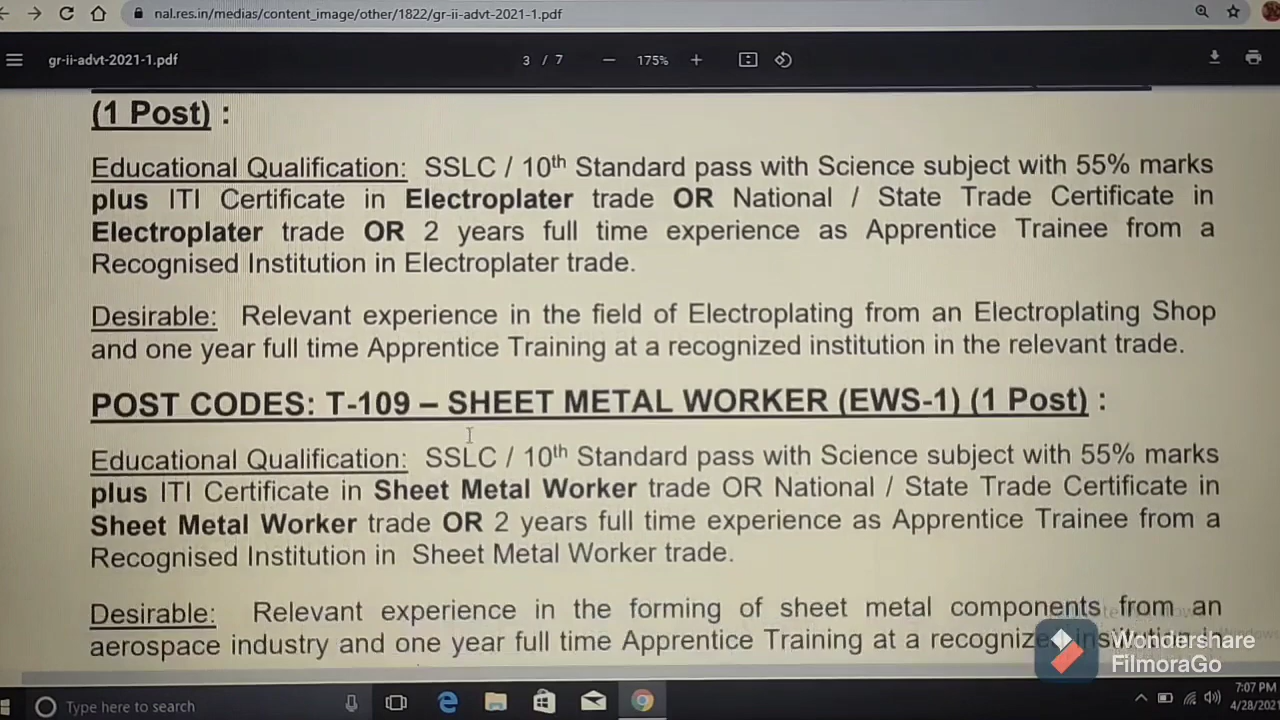 nal.res.in/medias/content_image/other/1822/gr-ii-advt-2021-1.pdf
gr-ii-advt-2021-1.pdf
3 / 7
175%
(1 Post) :
Educational Qualification: SSLC / 10th Standard pass with Science subject with 55% marks
plus ITI Certificate in Electroplater trade OR National / State Trade Certificate in
Electroplater trade OR 2 years full time experience as Apprentice Trainee from a
Recognised Institution in Electroplater trade.
Desirable: Relevant experience in the field of Electroplating from an Electroplating Shop
and one year full time Apprentice Training at a recognized institution in the relevant trade.
POST CODES: T-109 – SHEET METAL WORKER (EWS-1) (1 Post) :
Educational Qualification: SSLC / 10th Standard pass with Science subject with 55% marks
plus ITI Certificate in Sheet Metal Worker trade OR National / State Trade Certificate in
Sheet Metal Worker trade OR 2 years full time experience as Apprentice Trainee from a
Recognised Institution in Sheet Metal Worker trade.
Desirable: Relevant experience in the forming of sheet metal components from an
aerospace industry and one year full time Apprentice Training at a
Wondershare
FilmoraGo
Type here to search
7:07 PM